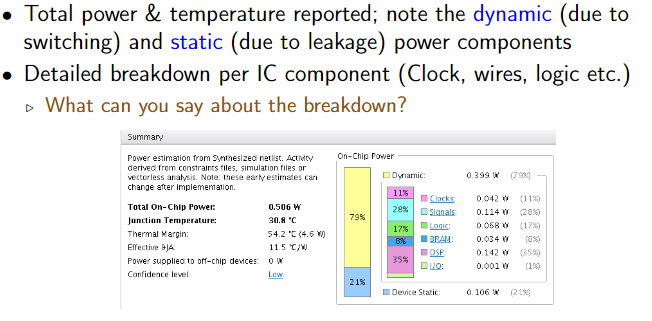 • Total power & temperature reported; note the dynamic (due to
switching) and static (due to leakage) power components
• Detailed breakdown per IC component (Clock, wires, logic etc.)
▷ What can you say about the breakdown?
Summary
Power estimation from Synthesized netlist. Activity
derived from constraints files, simulation files or
vectorless analysis. Note: these early estimates can
change after implementation.
Total On-Chip Power: 0.506 W
Junction Temperature: 30.8 °C
Thermal Margin: 54.2 °C (4.6 W)
Effective ϑJA: 11.5 °C/W
Power supplied to off-chip devices: 0 W
Confidence level: Low
On-Chip Power
79%
21%
Dynamic: 0.399 W (79%)
11%
28%
17%
8%
35%
Clocks: 0.042 W (11%)
Signals: 0.114 W (28%)
Logic: 0.068 W (17%)
BRAM: 0.034 W (8%)
DSP: 0.142 W (35%)
I/O: 0.001 W (1%)
Device Static: 0.106 W (21%)